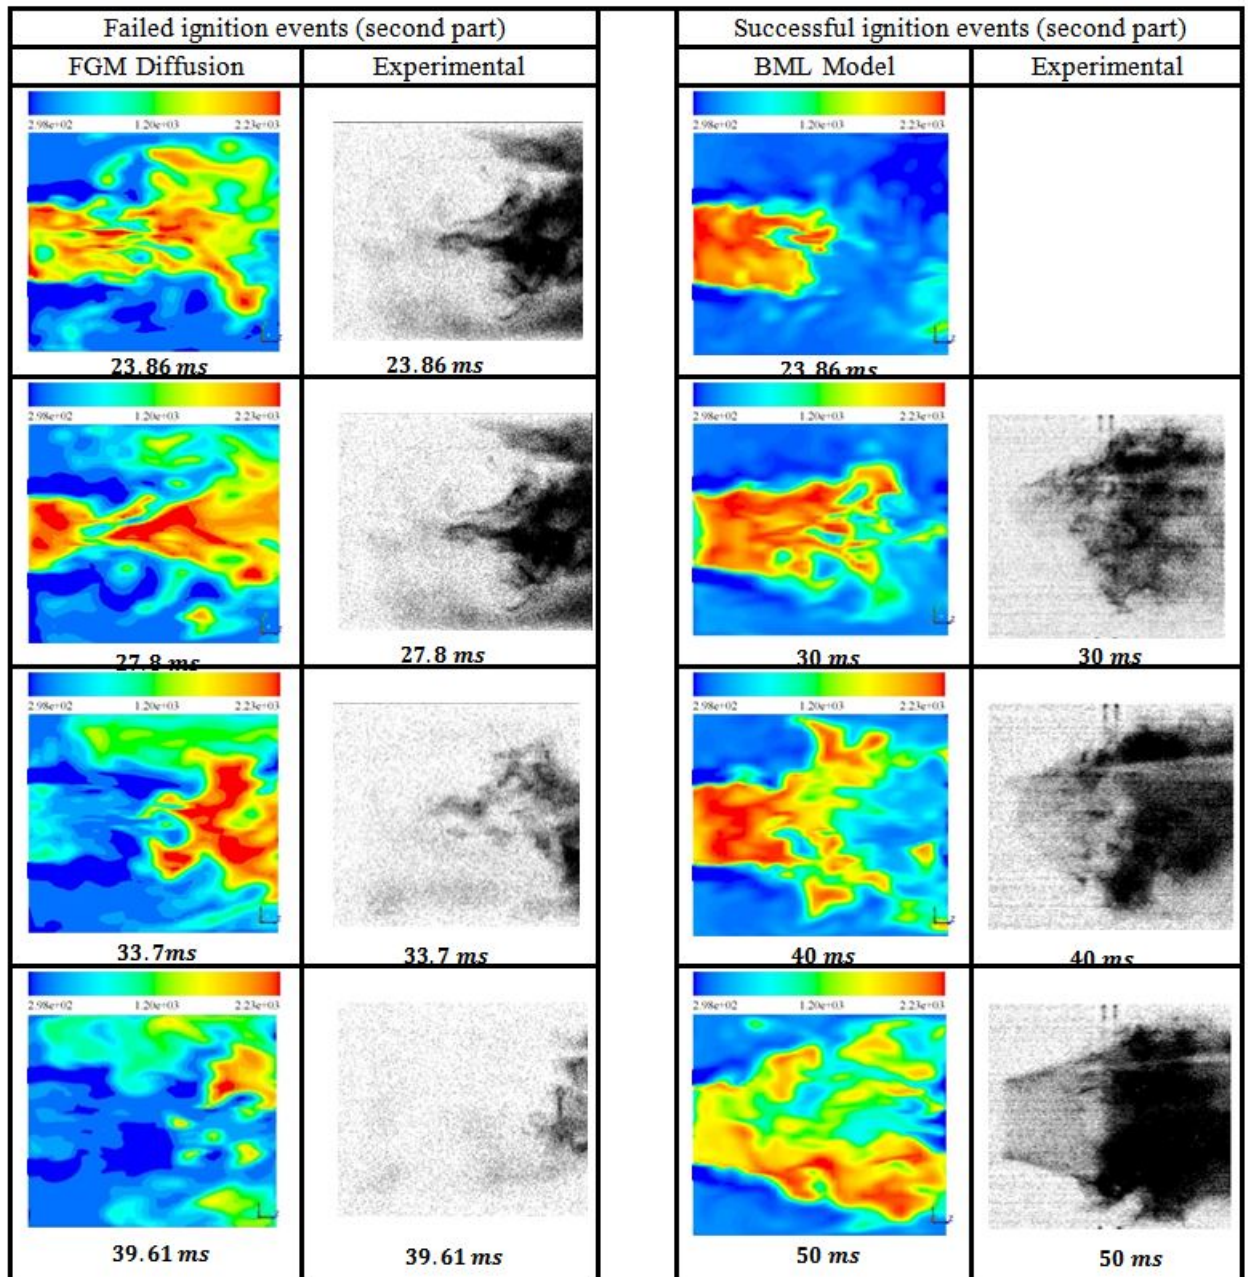 Failed ignition events (second part)
Successful ignition events (second part)
FGM Diffusion
Experimental
BML Model
Experimental
2.98e+02 1.20e+03 2.23e+03
2.98e+02 1.20e+03 2.23e+03
23.86 ms
23.86 ms
23.86 ms
2.98e+02 1.20e+03 2.23e+03
2.98e+02 1.20e+03 2.23e+03
27.8 ms
27.8 ms
30 ms
30 ms
2.98e+02 1.20e+03 2.23e+03
2.98e+02 1.20e+03 2.23e+03
33.7ms
33.7 ms
40 ms
40 ms
2.98e+02 1.20e+03 2.23e+03
2.98e+02 1.20e+03 2.23e+03
39.61 ms
39.61 ms
50 ms
50 ms